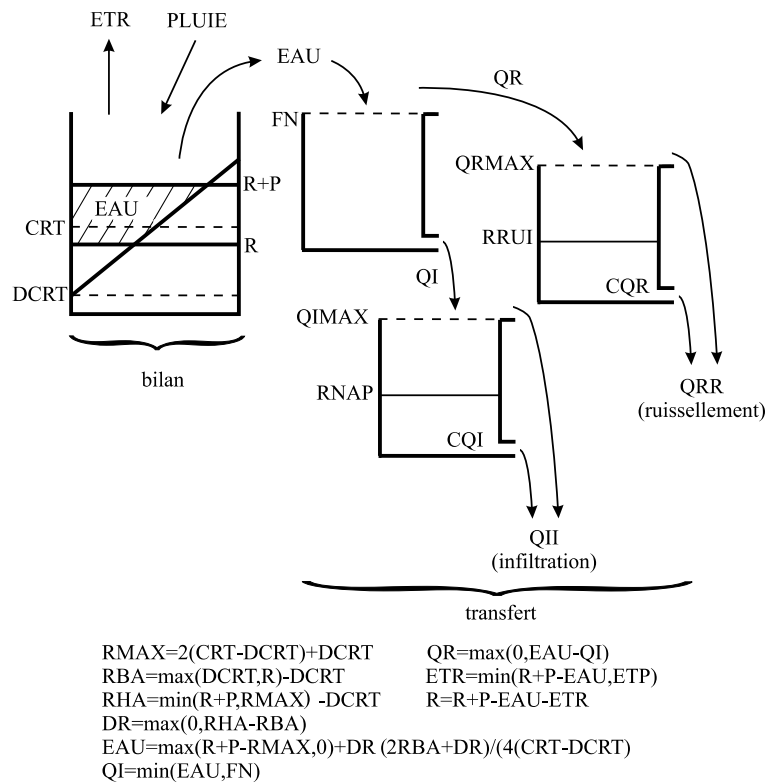 ETR PLUIE
EAU
QR
FN
QRMAX
R+P
EAU
CRT
R
RRUI
QI
CQR
DCRT
QIMAX
bilan
RNAP
QRR
(ruissellement)
CQI
QII
(infiltration)
transfert
RMAX=2(CRT-DCRT)+DCRT
RBA=max(DCRT,R)-DCRT
RHA=min(R+P,RMAX) -DCRT
DR=max(0,RHA-RBA)
EAU=max(R+P-RMAX,0)+DR (2RBA+DR)/(4(CRT-DCRT)
QI=min(EAU,FN)
QR=max(0,EAU-QI)
ETR=min(R+P-EAU,ETP)
R=R+P-EAU-ETR